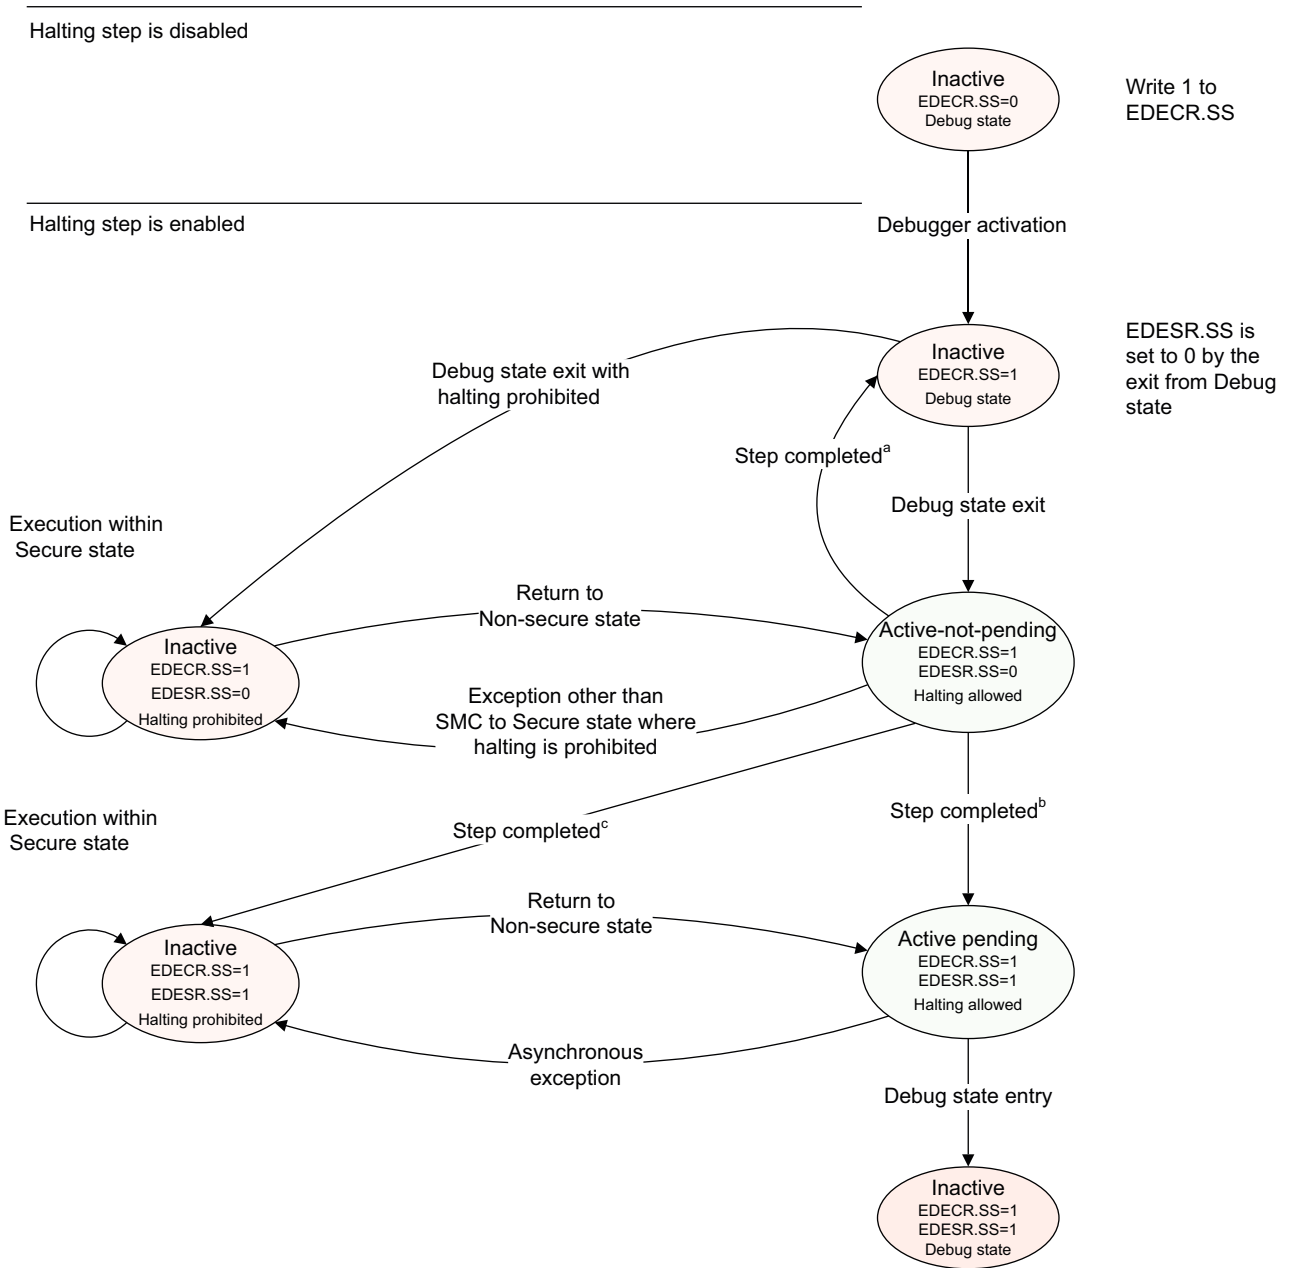 Halting step is disabled
Inactive
EDECR.SS=0
Debug state
Write 1 to
EDECR.SS
Halting step is enabled
Debugger activation
Inactive
EDECR.SS=1
Debug state
EDESR.SS is
set to 0 by the
exit from Debug
state
Debug state exit with
halting prohibited
Step completedᵃ
Debug state exit
Execution within
Secure state
Return to
Non-secure state
Inactive
EDECR.SS=1
EDESR.SS=0
Halting prohibited
Active-not-pending
EDECR.SS=1
EDESR.SS=0
Halting allowed
Exception other than
SMC to Secure state where
halting is prohibited
Execution within
Secure state
Step completedᶜ
Step completedᵇ
Return to
Non-secure state
Inactive
EDECR.SS=1
EDESR.SS=1
Halting prohibited
Active pending
EDECR.SS=1
EDESR.SS=1
Halting allowed
Asynchronous
exception
Debug state entry
Inactive
EDECR.SS=1
EDESR.SS=1
Debug state